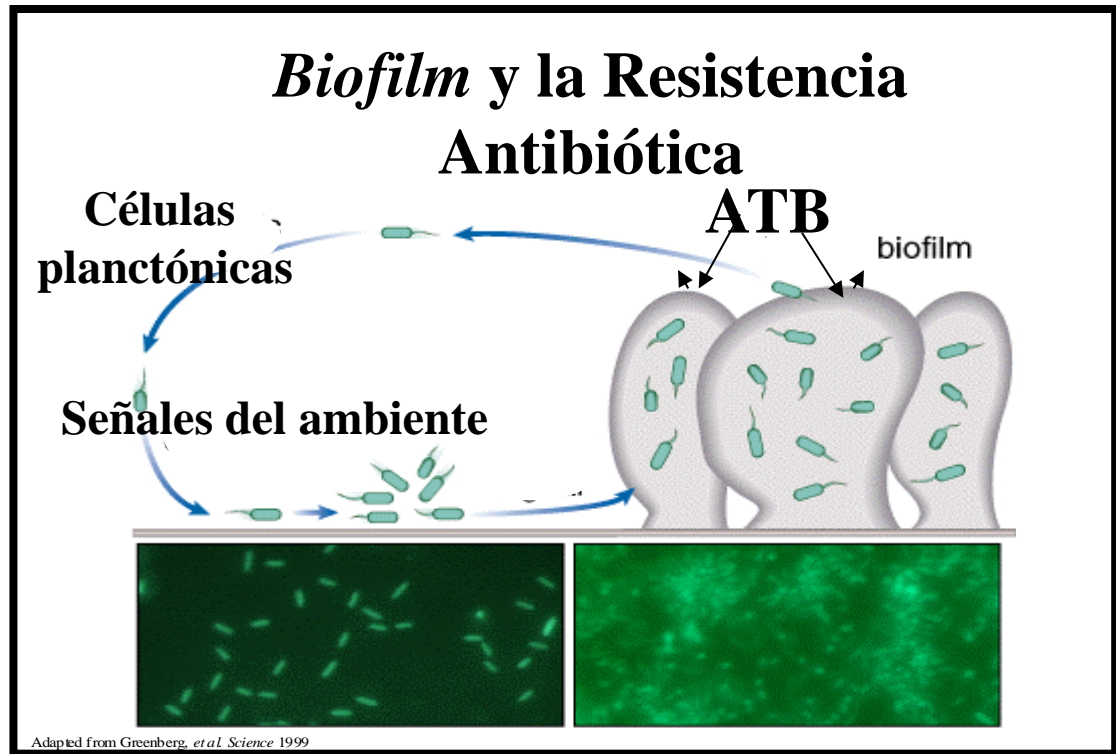 Biofilm y la Resistencia
Antibiótica
Células
planctónicas
ATB
biofilm
Señales del ambiente
Adapted from Greenberg, et al. Science 1999